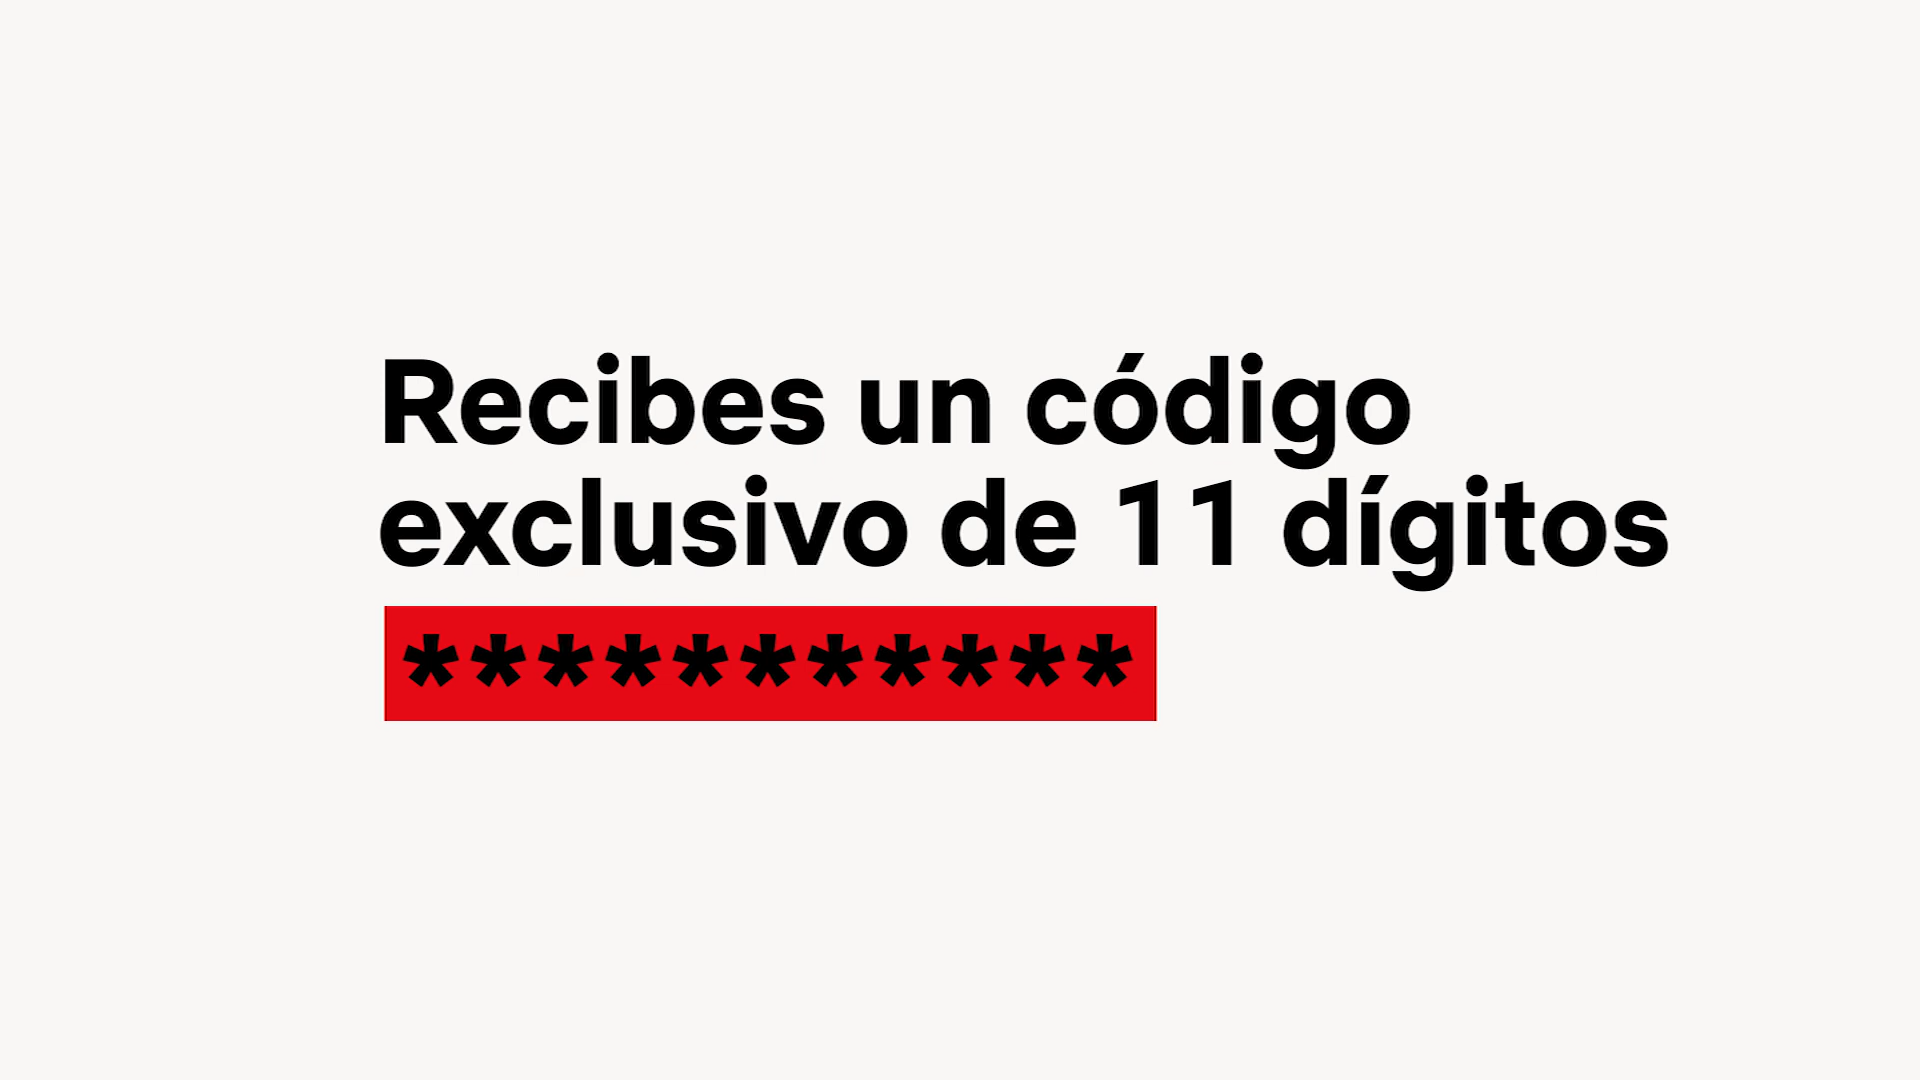 Recibes un código
exclusivo de 11 dígitos
***********